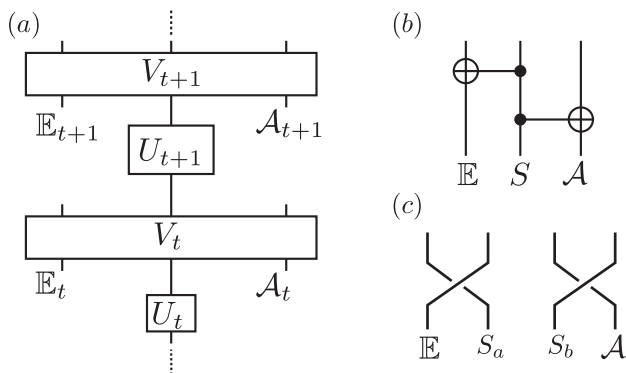 (a)
V_{t+1}
𝔼_{t+1} 𝒜_{t+1}
U_{t+1}
V_t
𝔼_t 𝒜_t
U_t
(b)
𝔼 S 𝒜
(c)
𝔼 S_a S_b 𝒜